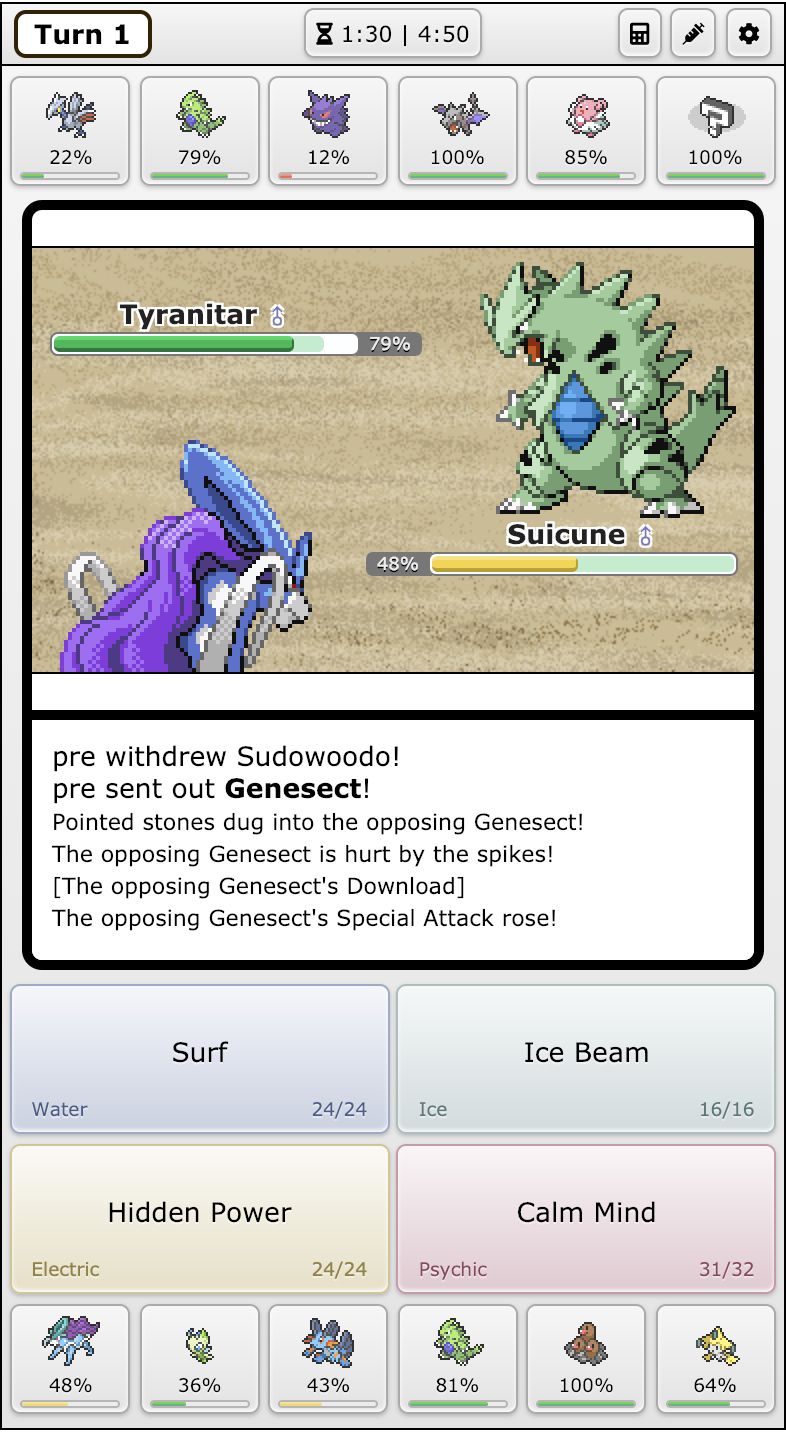 Turn 1
1:30 | 4:50
22%
79%
12%
100%
85%
100%
Tyranitar ♂
79%
Suicune ♂
48%
pre withdrew Sudowoodo!
pre sent out Genesect!
Pointed stones dug into the opposing Genesect!
The opposing Genesect is hurt by the spikes!
[The opposing Genesect's Download]
The opposing Genesect's Special Attack rose!
Surf
Water 24/24
Ice Beam
Ice 16/16
Hidden Power
Electric 24/24
Calm Mind
Psychic 31/32
48%
36%
43%
81%
100%
64%